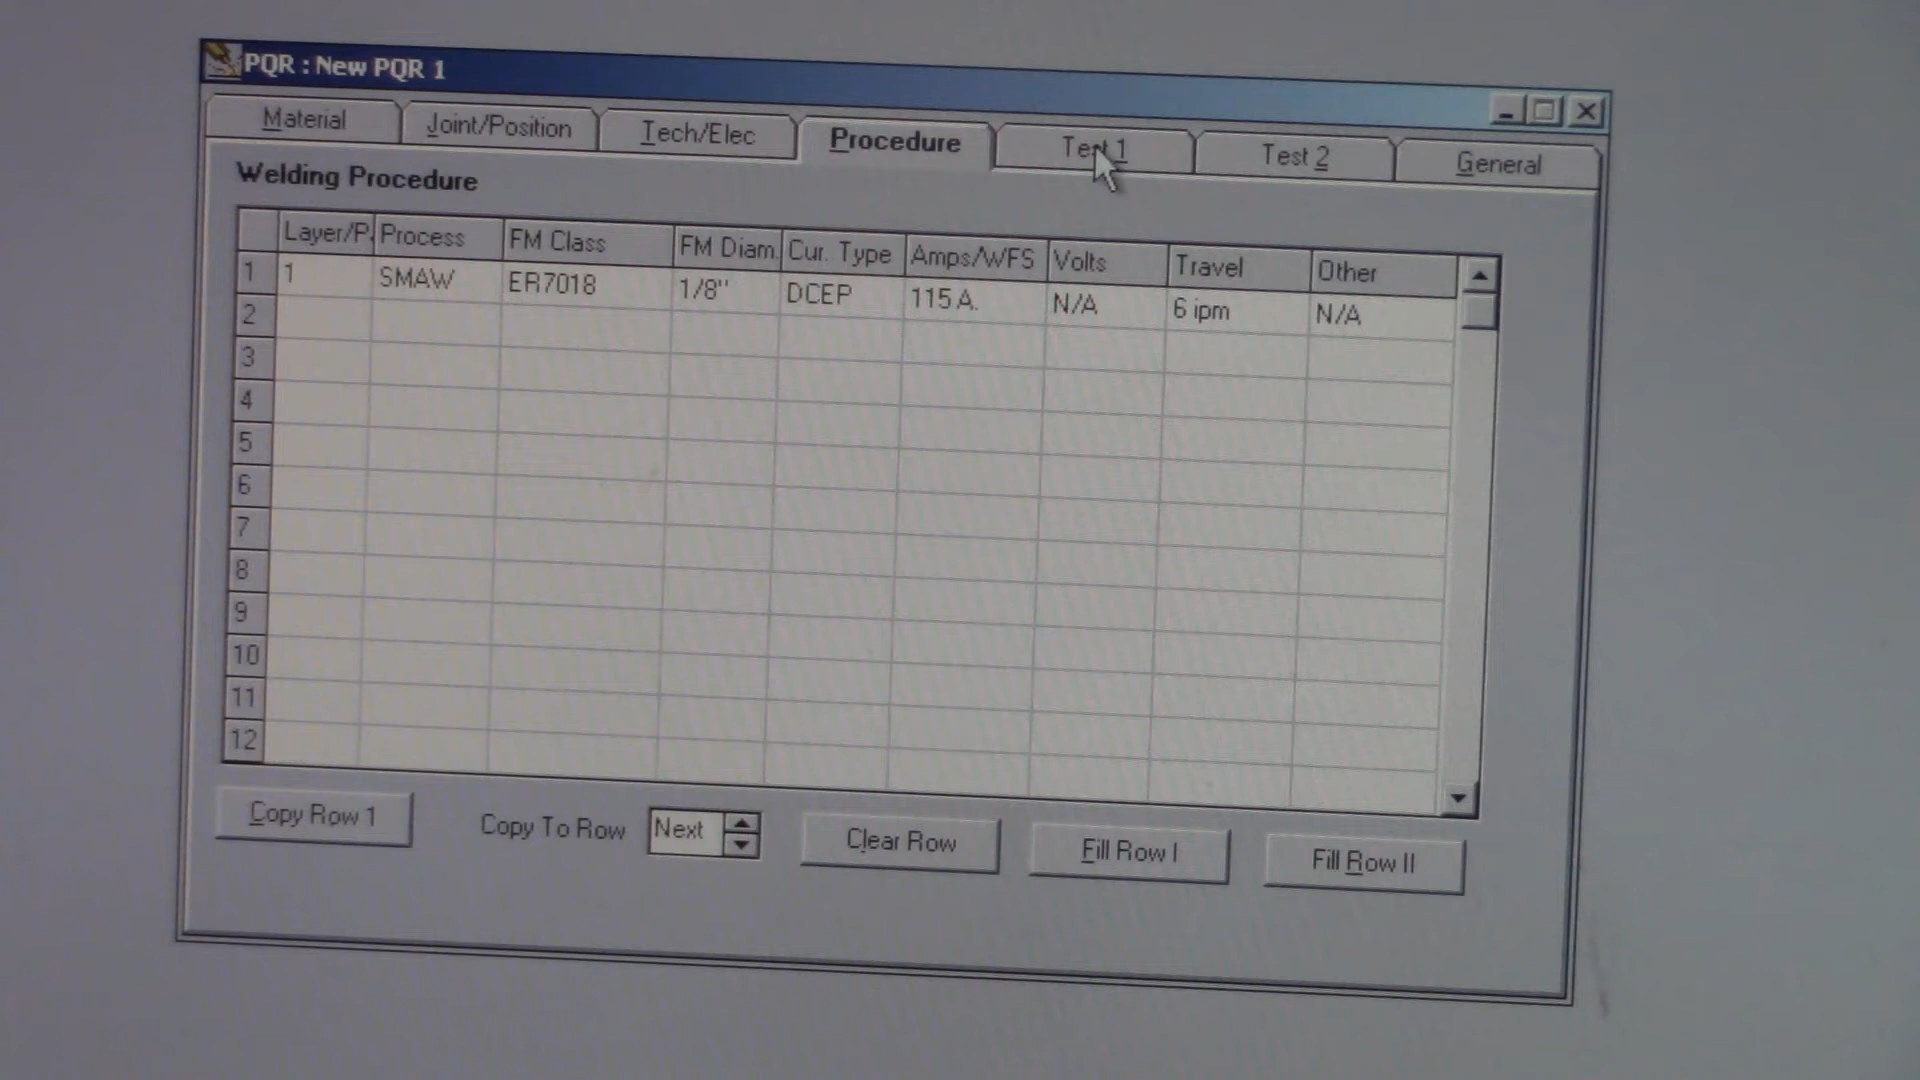 PQR : New PQR 1
Material Joint/Position Tech/Elec Procedure Test 1 Test 2 General
Welding Procedure
Layer/P. Process FM Class FM Diam. Cur. Type Amps/WFS Volts Travel Other
1 1 SMAW ER7018 1/8" DCEP 115 A. N/A 6 ipm N/A
2
3
4
5
6
7
8
9
10
11
12
Copy Row 1 Copy To Row Next Clear Row Fill Row I Fill Row II